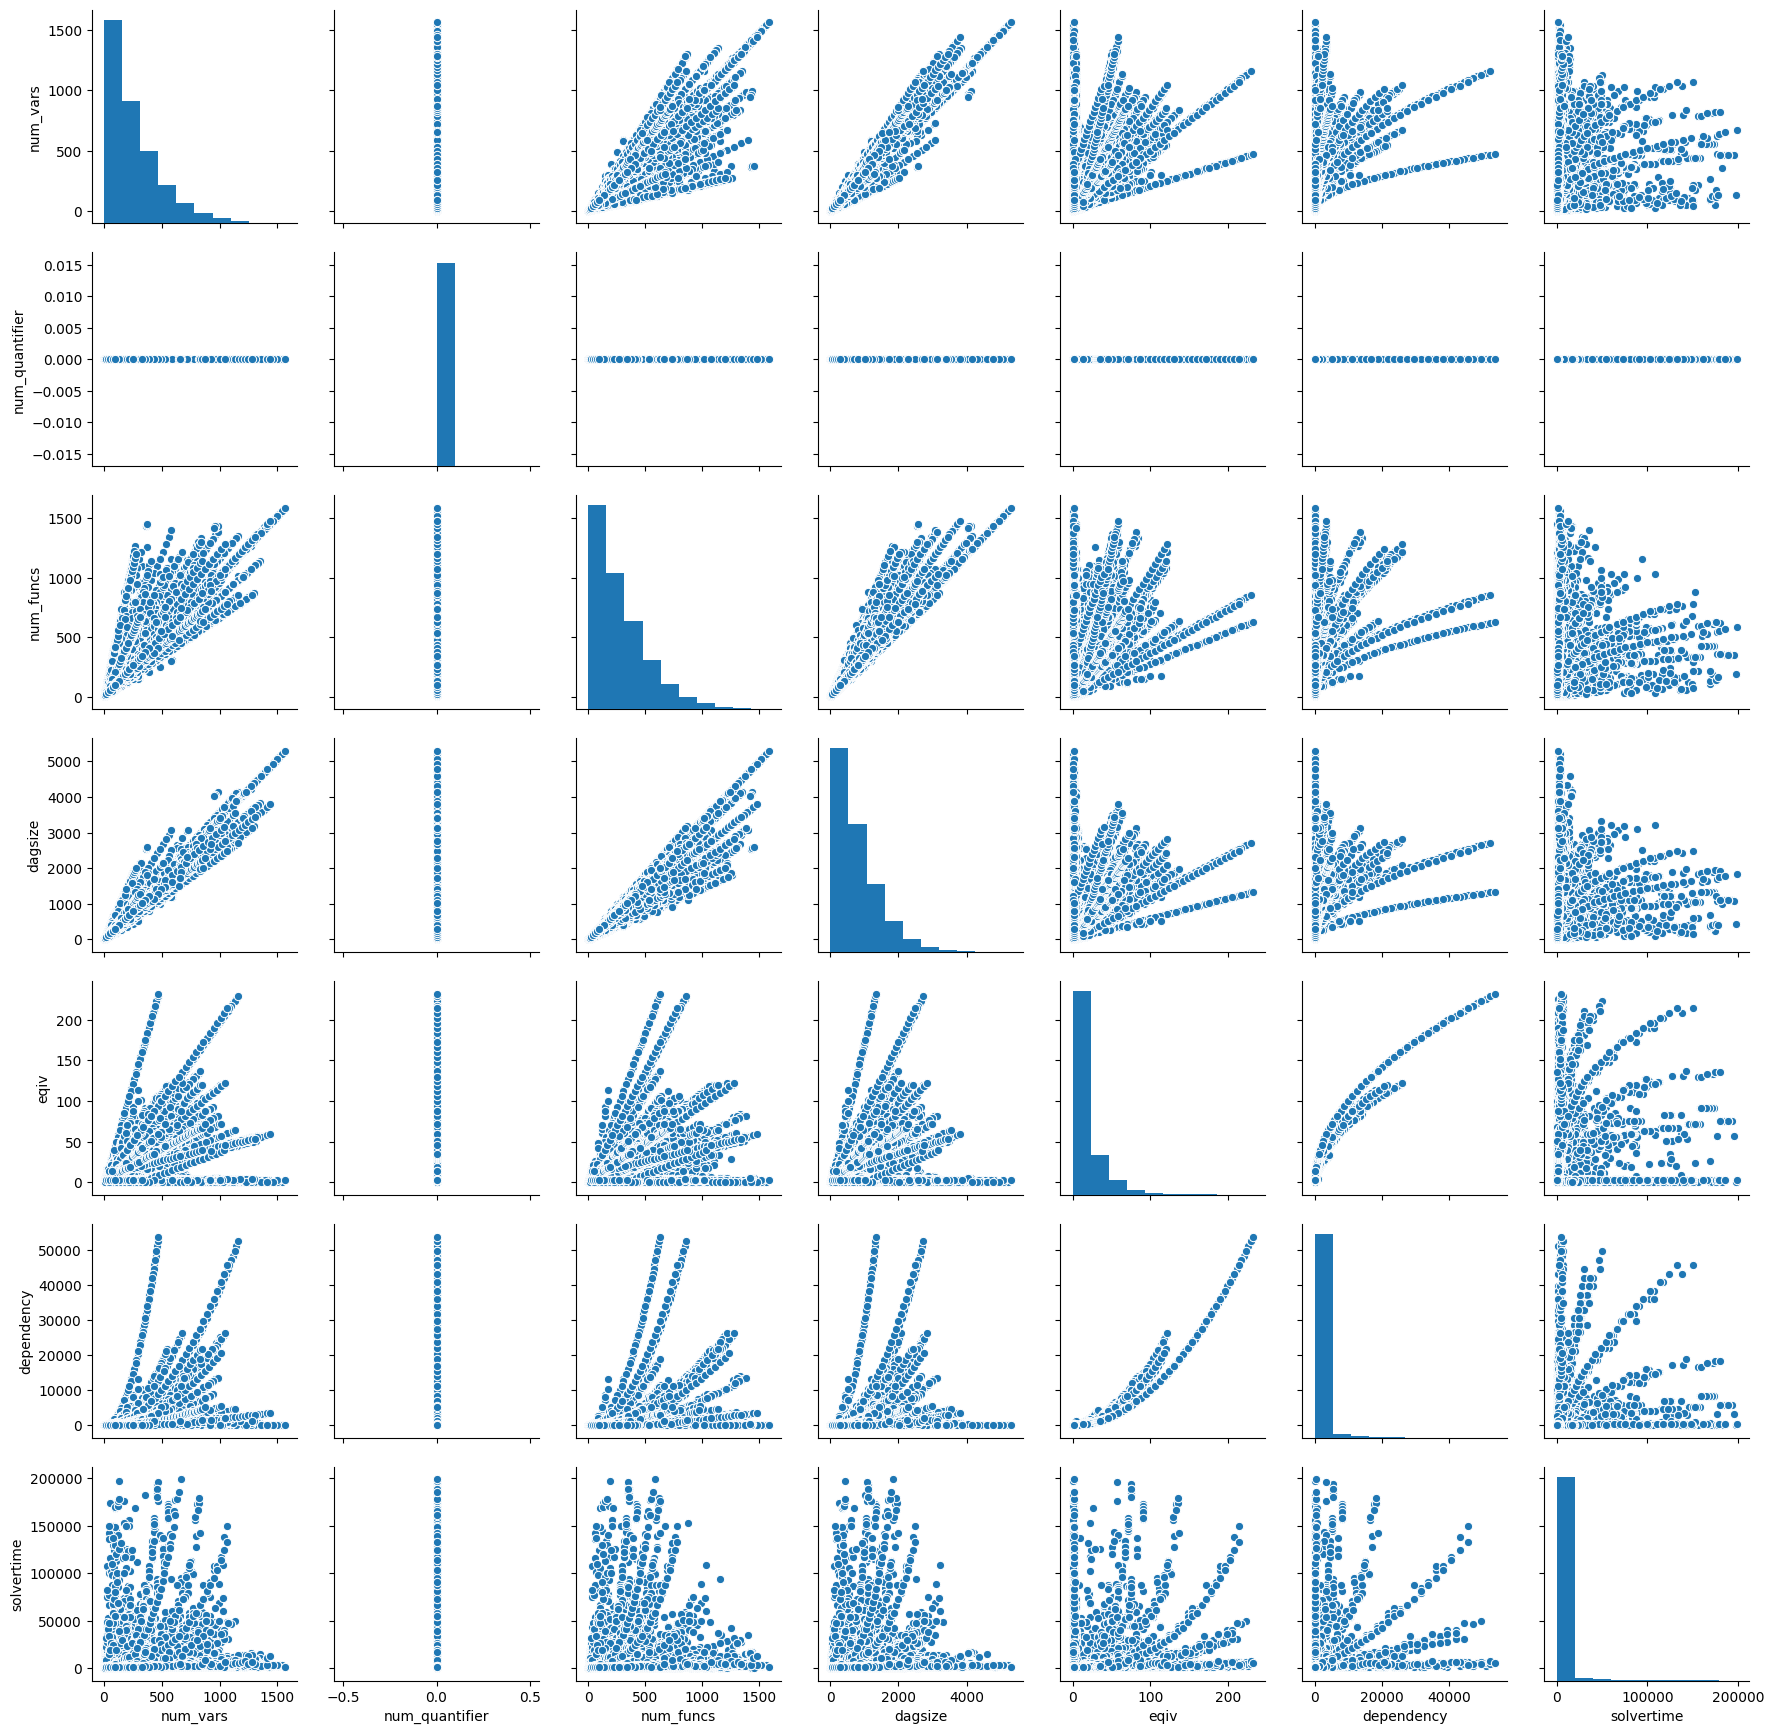 1500
1000
500
0
num_vars
0.015
0.010
0.005
0.000
−0.005
−0.010
−0.015
num_quantifier
1500
1000
500
0
num_funcs
5000
4000
3000
2000
1000
0
dagsize
200
150
100
50
0
eqiv
50000
40000
30000
20000
10000
0
dependency
200000
150000
100000
50000
0
solvertime
0 500 1000 1500
num_vars
−0.5 0.0 0.5
num_quantifier
0 500 1000 1500
num_funcs
0 2000 4000
dagsize
0 100 200
eqiv
0 20000 40000
dependency
0 100000 200000
solvertime